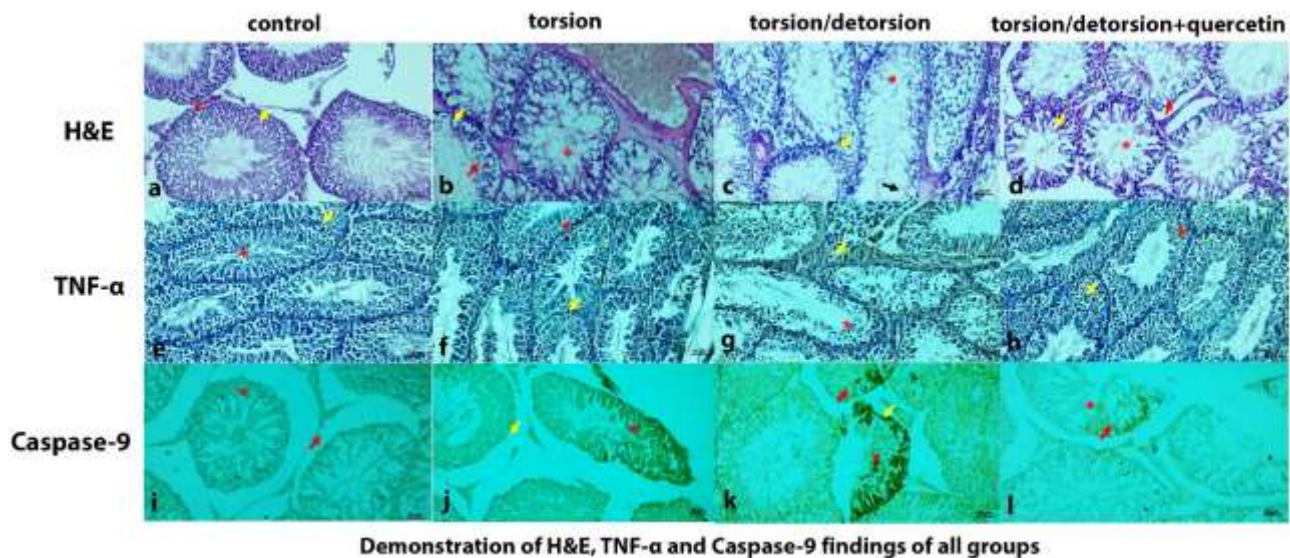 control torsion torsion/detorsion torsion/detorsion+quercetin
H&E
a b c d
TNF-α
e f g h
Caspase-9
i j k l
Demonstration of H&E, TNF-α and Caspase-9 findings of all groups